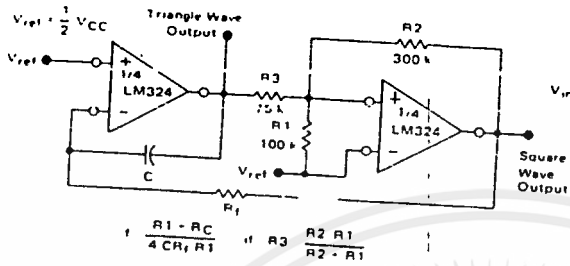 Vref = 1/2 VCC
Triangle Wave
Output
R2
300 k
Vref
+
1/4
LM324
−
R3
75 k
R1
100 k
+
1/4
LM324
−
Vref
C
Rf
Square
Wave
Output
f R1 - RC / 4 CRf R1 if R3 R2 R1 / R2 - R1